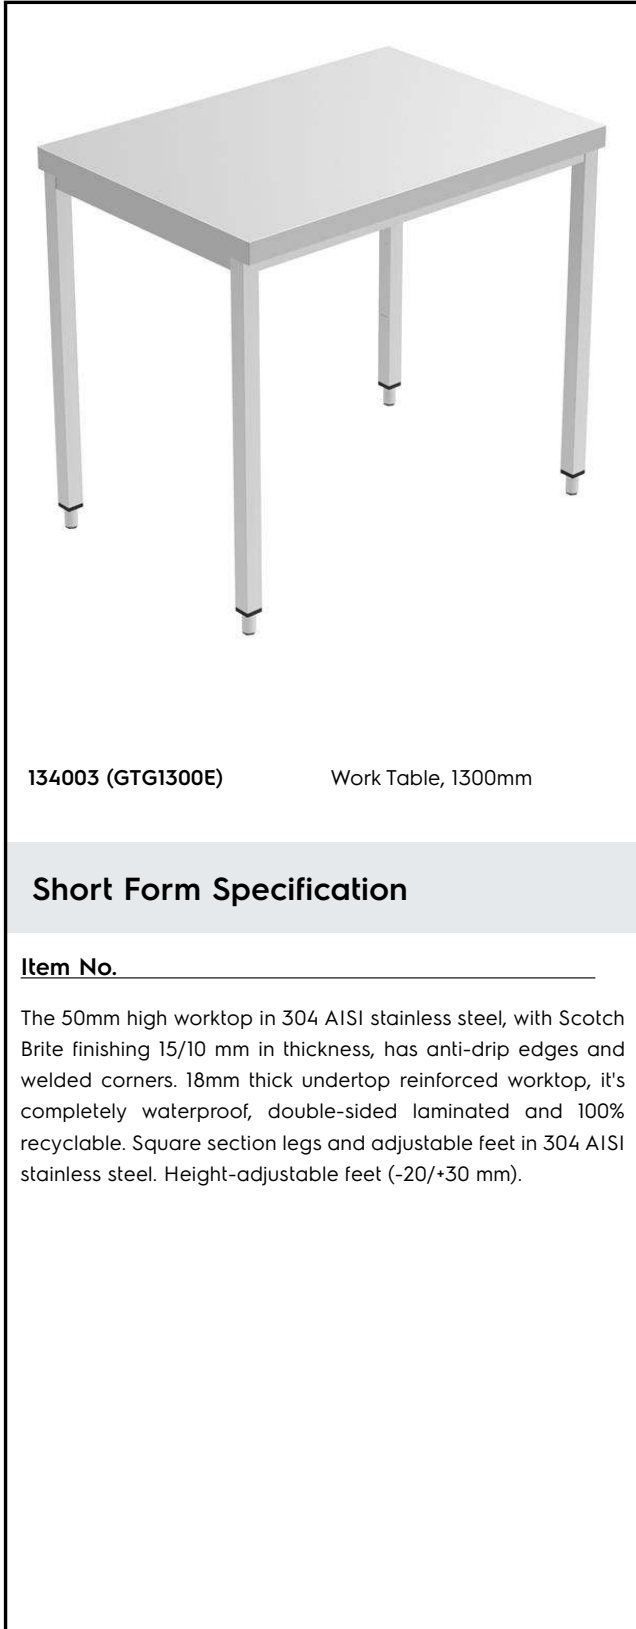 134003 (GTG1300E) Work Table, 1300mm
Short Form Specification
Item No.
The 50mm high worktop in 304 AISI stainless steel, with Scotch
Brite finishing 15/10 mm in thickness, has anti-drip edges and
welded corners. 18mm thick undertop reinforced worktop, it's
completely waterproof, double-sided laminated and 100%
recyclable. Square section legs and adjustable feet in 304 AISI
stainless steel. Height-adjustable feet (-20/+30 mm).